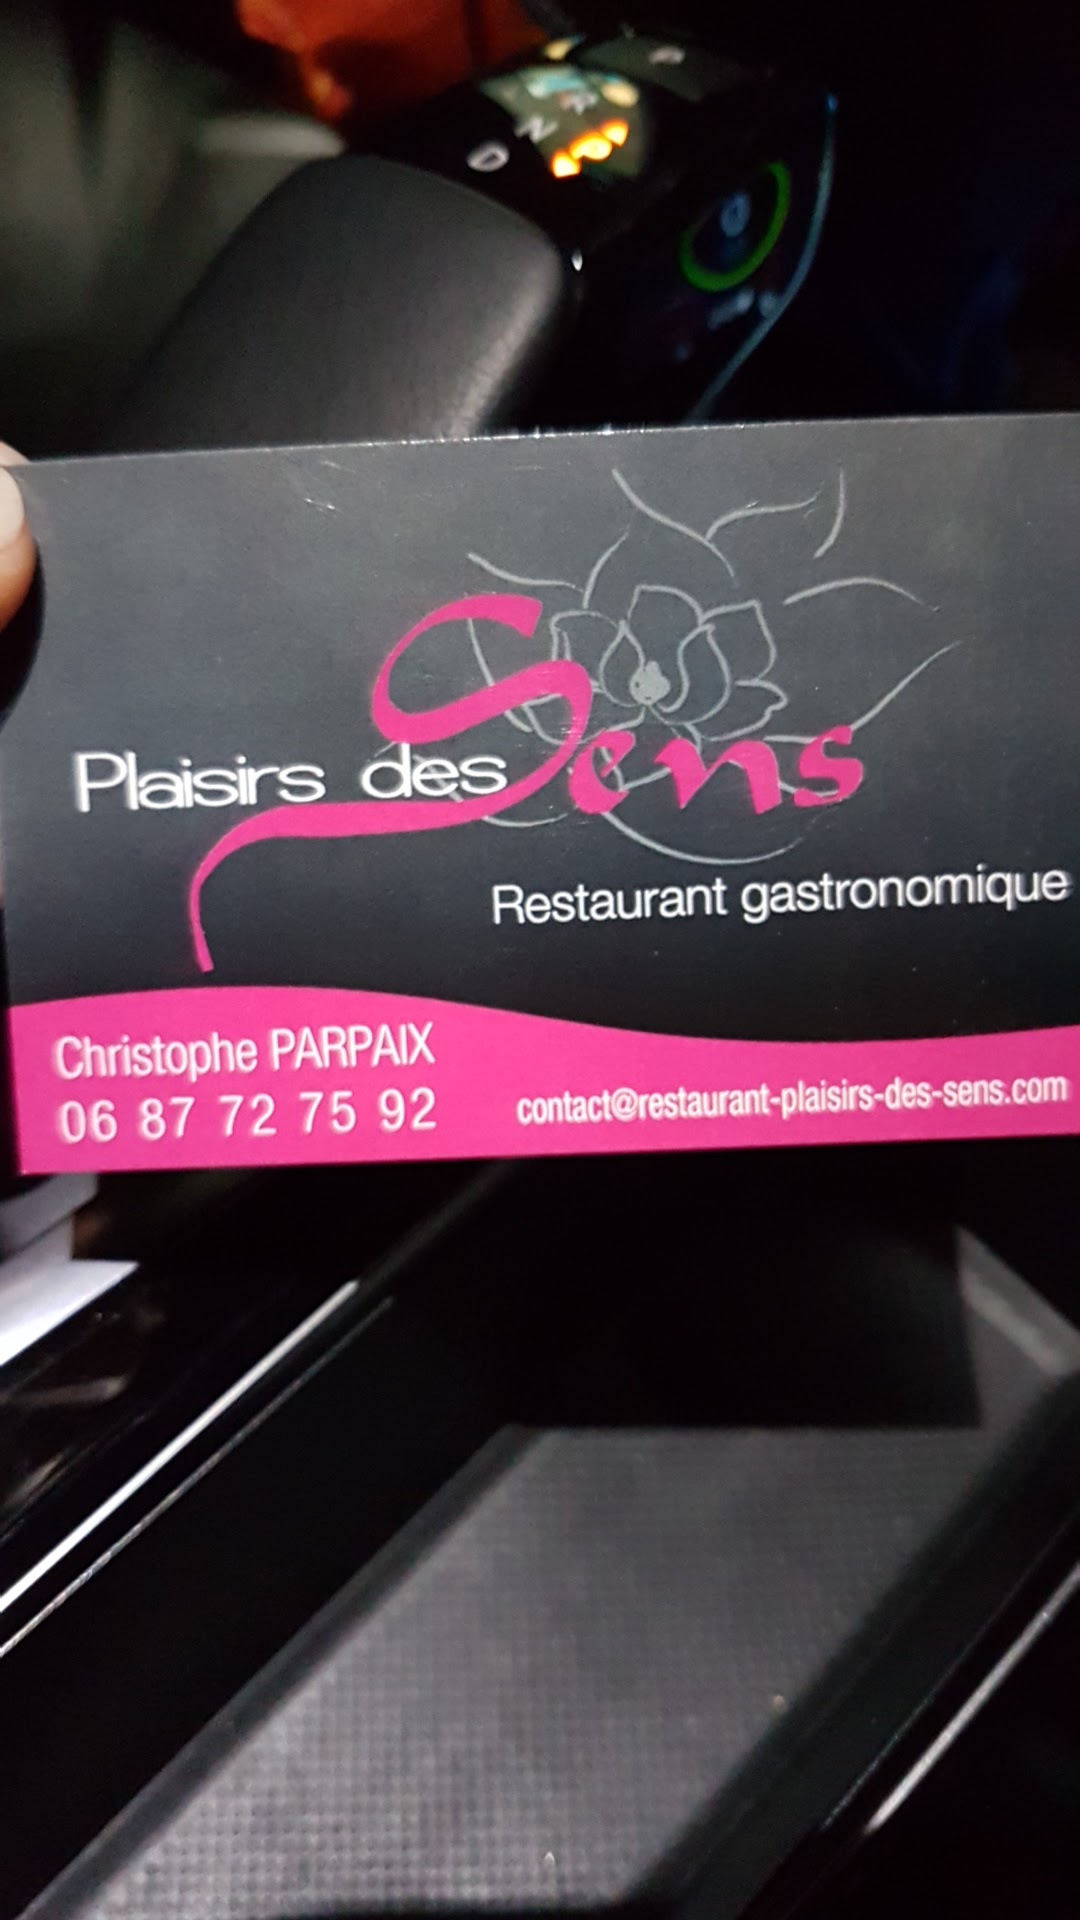 P
R
N
D
Plaisirs des Sens
Restaurant gastronomique
Christophe PARPAIX
06 87 72 75 92
contact@restaurant-plaisirs-des-sens.com